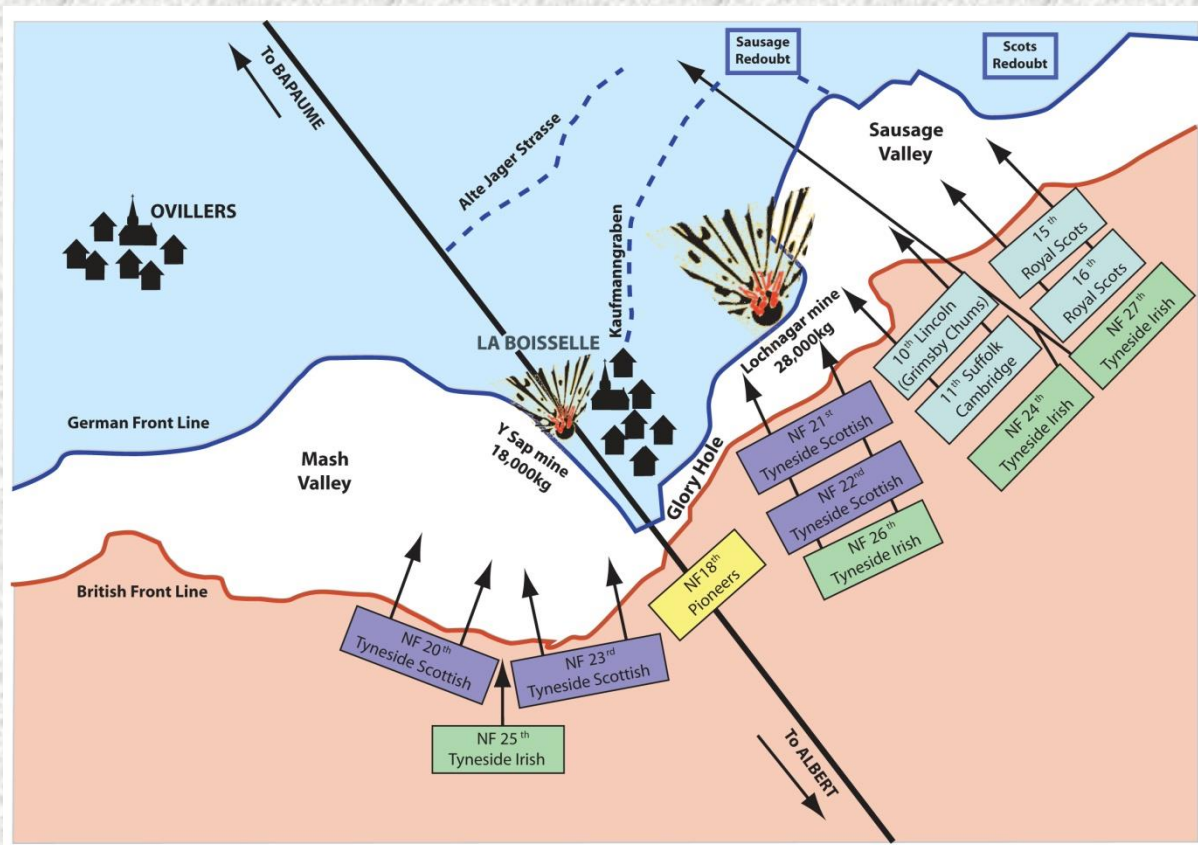 To BAPAUME
Sausage
Redoubt
Scots
Redoubt
Alte Jager Strasse
Sausage
Valley
OVILLERS
Kaufmanngraben
LA BOISSELLE
Lochnagar mine
28,000kg
German Front Line
Y Sap mine
18,000kg
Mash
Valley
Glory Hole
British Front Line
15th
Royal Scots
16th
Royal Scots
NF 27th
Tyneside Irish
10th Lincoln
(Grimsby Chums)
11th Suffolk
Cambridge
NF 24th
Tyneside Irish
NF 21st
Tyneside Scottish
NF 22nd
Tyneside Scottish
NF 26th
Tyneside Irish
NF18th
Pioneers
NF 20th
Tyneside Scottish
NF 23rd
Tyneside Scottish
NF 25th
Tyneside Irish
To ALBERT